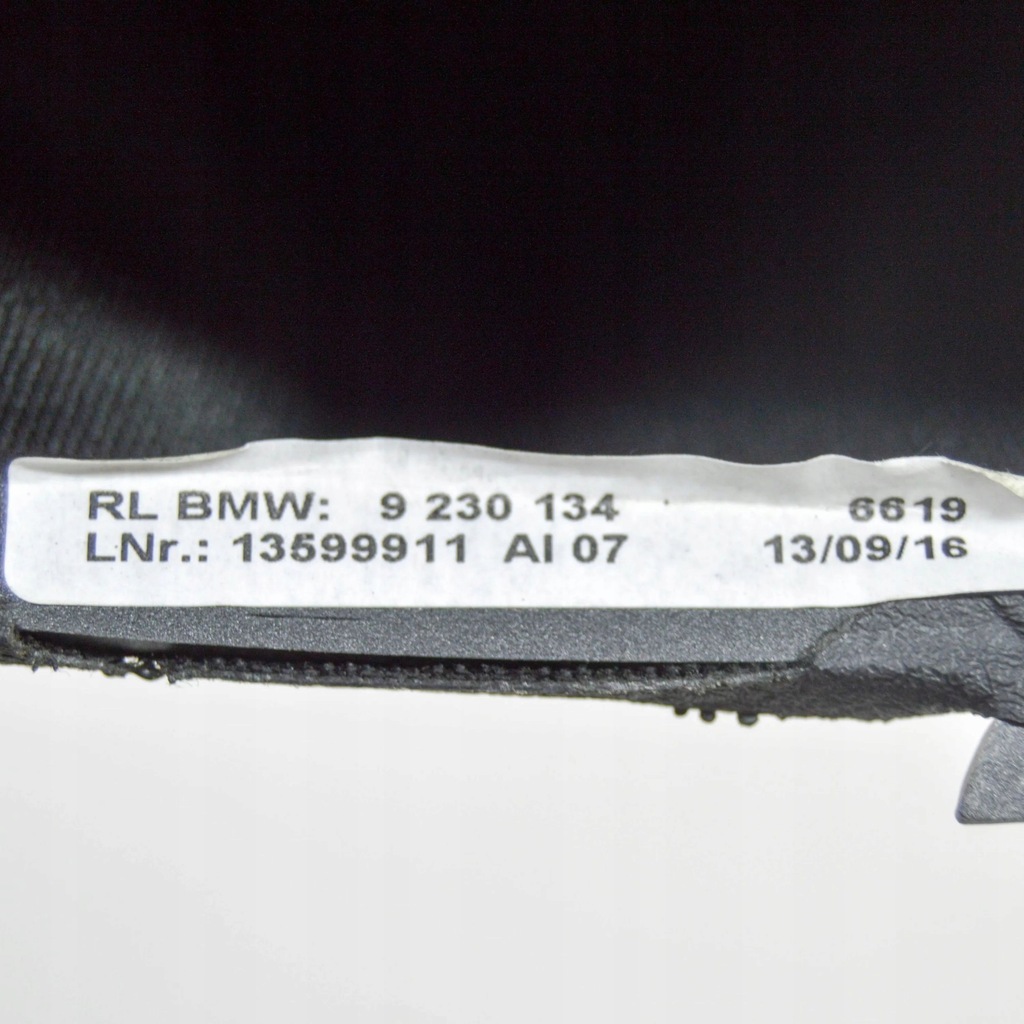 RL BMW: 9 230 134 6619
LNr.: 13599911 AI 07 13/09/16